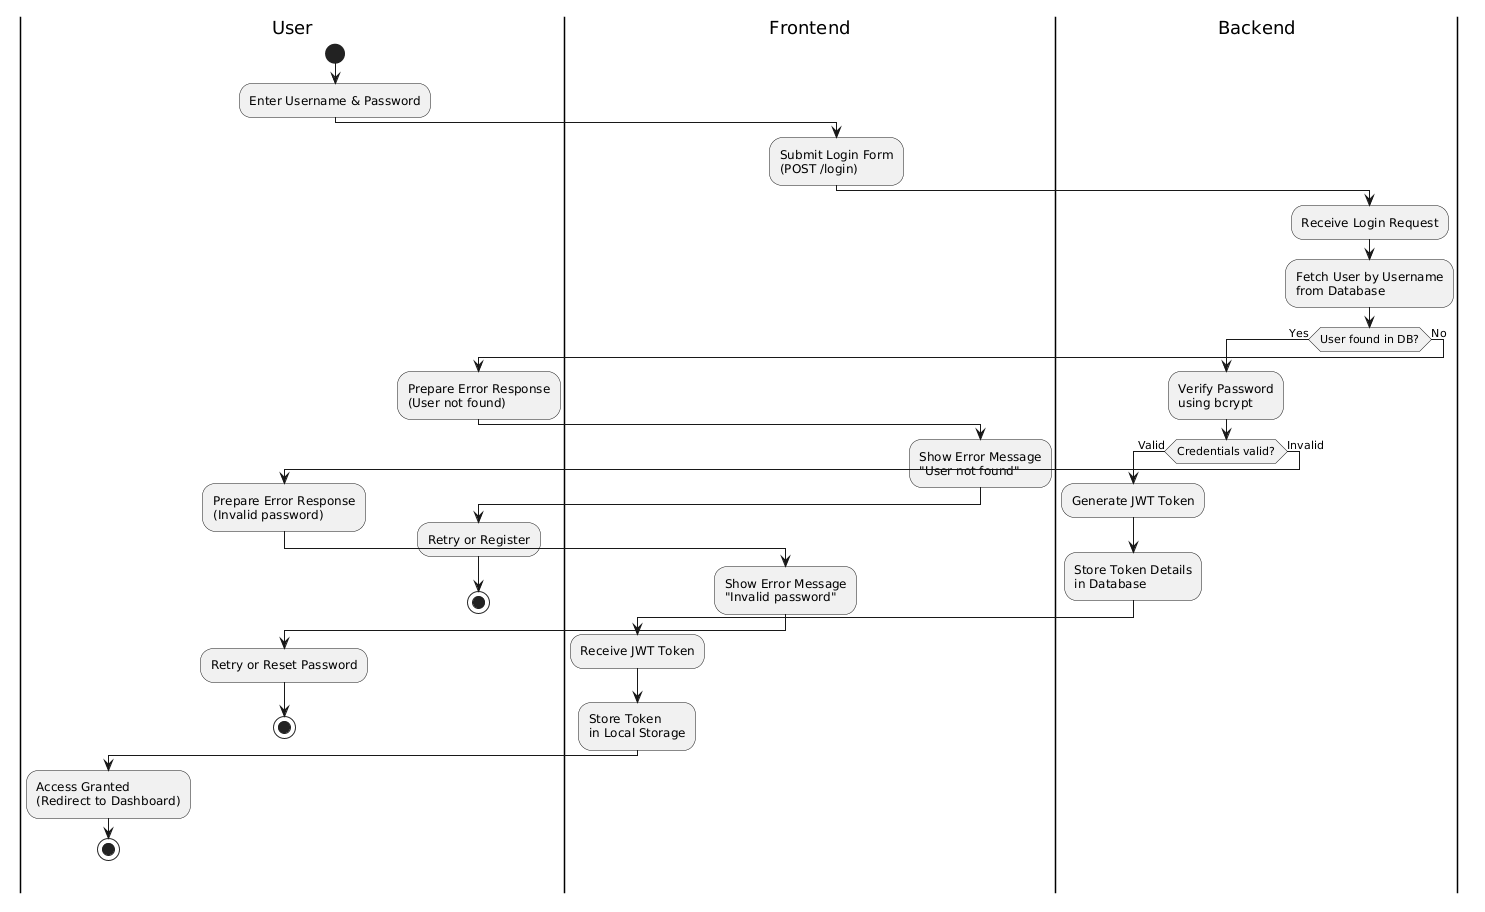 User
Frontend
Backend
Enter Username & Password
Submit Login Form
(POST /login)
Receive Login Request
Fetch User by Username
from Database
Yes
User found in DB?
No
Prepare Error Response
(User not found)
Verify Password
using bcrypt
Show Error Message
"User not found"
Valid
Credentials valid?
Invalid
Prepare Error Response
(Invalid password)
Generate JWT Token
Retry or Register
Show Error Message
"Invalid password"
Store Token Details
in Database
Retry or Reset Password
Receive JWT Token
Store Token
in Local Storage
Access Granted
(Redirect to Dashboard)